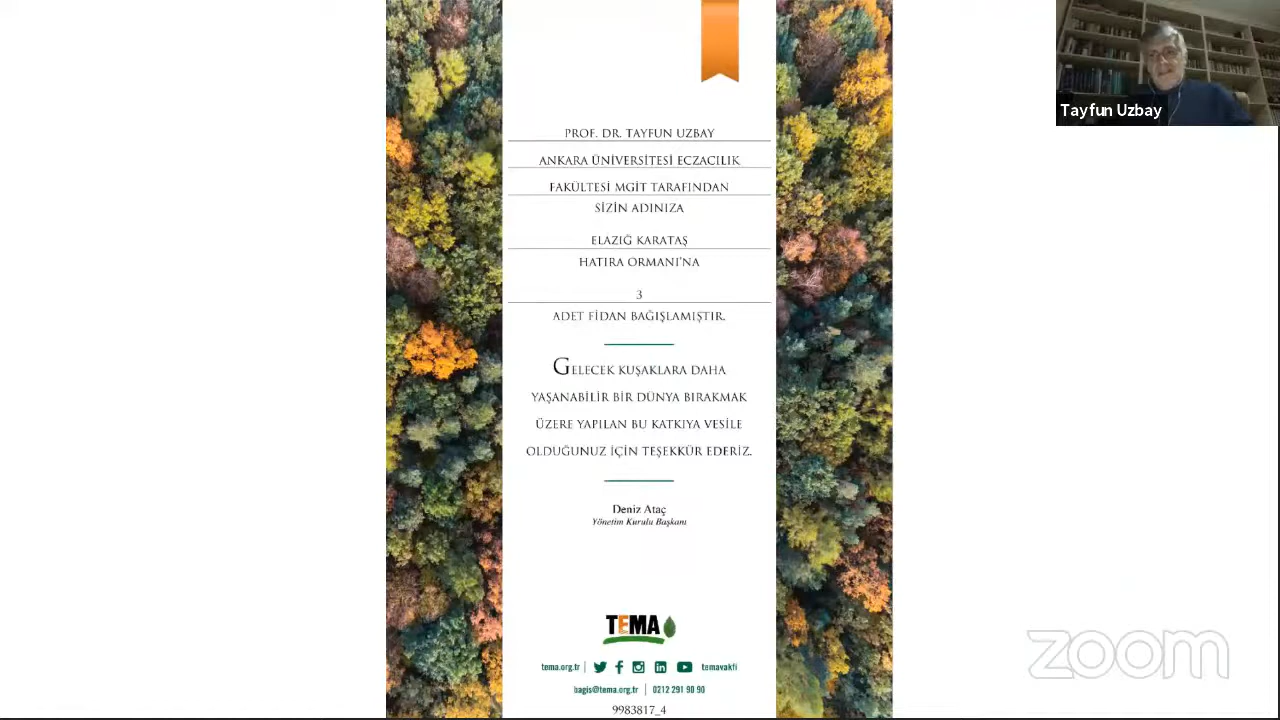 PROF. DR. TAYFUN UZBAY
ANKARA ÜNİVERSİTESİ ECZACILIK
FAKÜLTESİ MGİT TARAFINDAN
SİZİN ADINIZA
ELAZIĞ KARATAŞ
HATIRA ORMANI'NA
3
ADET FİDAN BAĞIŞLAMIŞTIR.
GELECEK KUŞAKLARA DAHA
YAŞANABİLİR BİR DÜNYA BIRAKMAK
ÜZERE YAPILAN BU KATKIYA VESİLE
OLDUĞUNUZ İÇİN TEŞEKKÜR EDERİZ.
Deniz Ataç
Yönetim Kurulu Başkanı
TEMA
tema.org.tr | temavakfi
bagis@tema.org.tr | 0212 291 90 90
9983817_4
Tayfun Uzbay
zoom